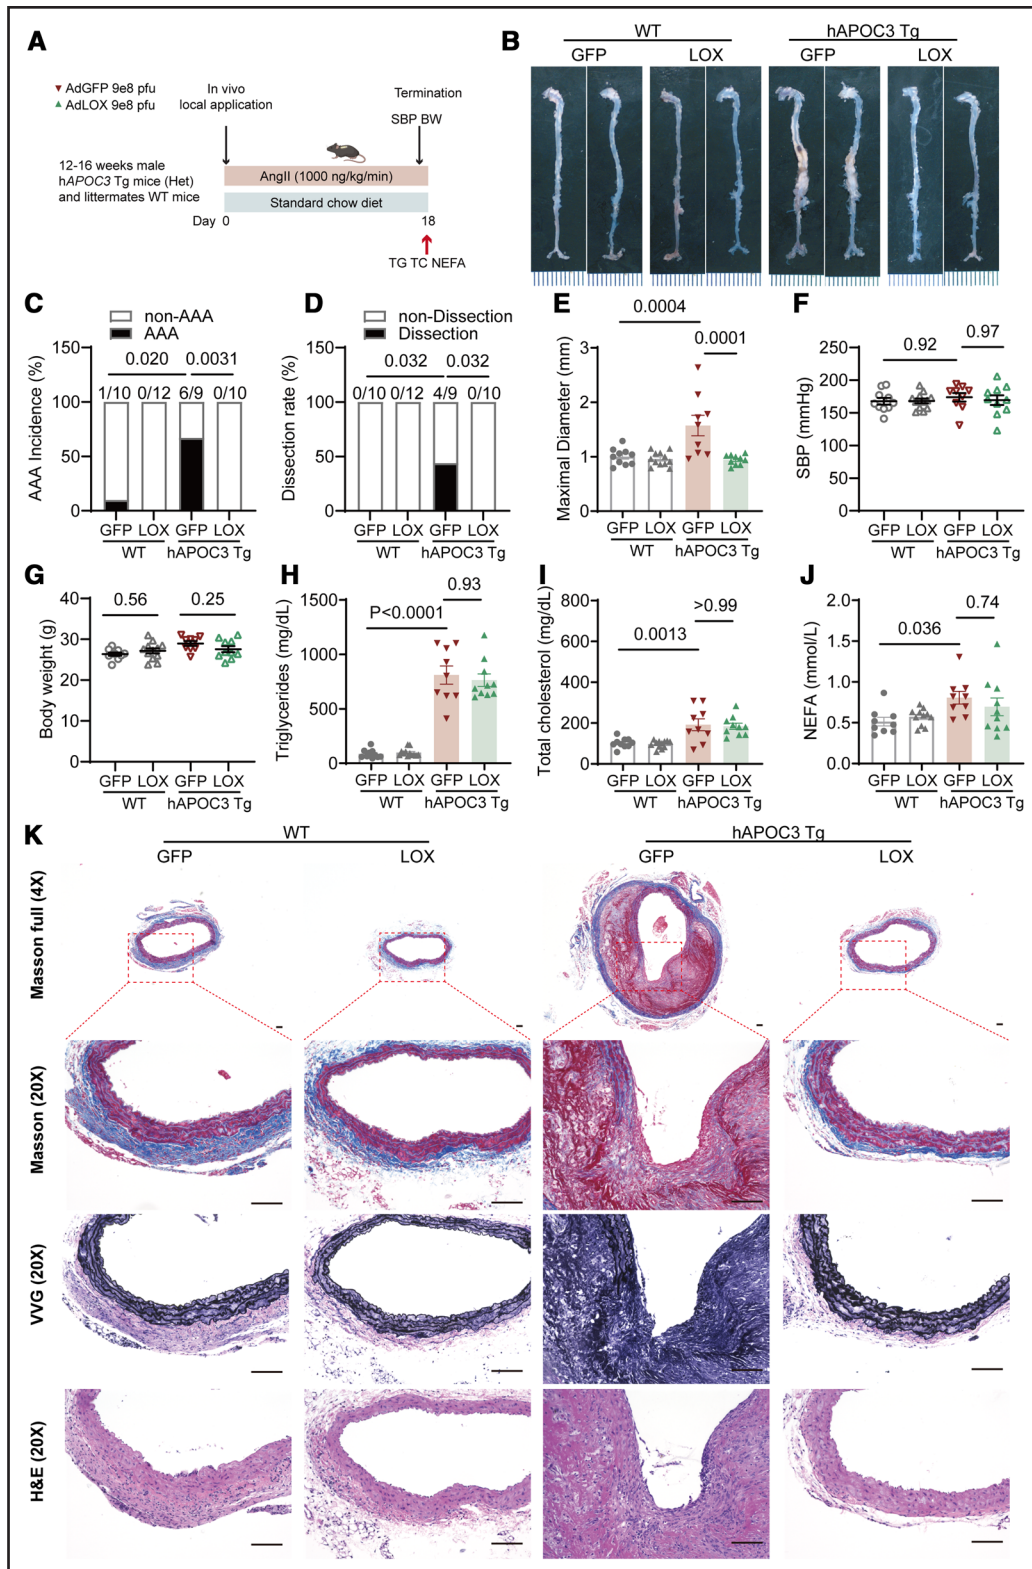 A
AdGFP 9e8 pfu
AdLOX 9e8 pfu
In vivo
local application
Termination
SBP BW
12-16 weeks male
hAPOC3 Tg mice (Het)
and littermates WT mice
AngII (1000 ng/kg/min)
Standard chow diet
Day 0
18
TG TC NEFA
B
WT
hAPOC3 Tg
GFP
LOX
GFP
LOX
C
non-AAA
AAA
AAA Incidence (%)
150
100
50
0
0.020
0.0031
1/10
0/12
6/9
0/10
GFP LOX
GFP LOX
WT
hAPOC3 Tg
D
non-Dissection
Dissection
Dissection rate (%)
150
100
50
0
0.032
0.032
0/10
0/12
4/9
0/10
GFP LOX
GFP LOX
WT
hAPOC3 Tg
E
Maximal Diameter (mm)
3
2
1
0
0.0004
0.0001
GFP LOX
GFP LOX
WT
hAPOC3 Tg
F
SBP (mmHg)
250
200
150
100
50
0
0.92
0.97
GFP LOX
GFP LOX
WT
hAPOC3 Tg
G
Body weight (g)
40
30
20
10
0
0.56
0.25
GFP LOX
GFP LOX
WT
hAPOC3 Tg
H
Triglycerides (mg/dL)
1500
1000
500
0
P<0.0001
0.93
GFP LOX
GFP LOX
WT
hAPOC3 Tg
I
Total cholesterol (mg/dL)
800
600
400
200
0
0.0013
>0.99
GFP LOX
GFP LOX
WT
hAPOC3 Tg
J
NEFA (mmol/L)
2.0
1.5
1.0
0.5
0.0
0.036
0.74
GFP LOX
GFP LOX
WT
hAPOC3 Tg
K
WT
hAPOC3 Tg
GFP
LOX
GFP
LOX
Masson full (4X)
Masson (20X)
VVG (20X)
H&E (20X)